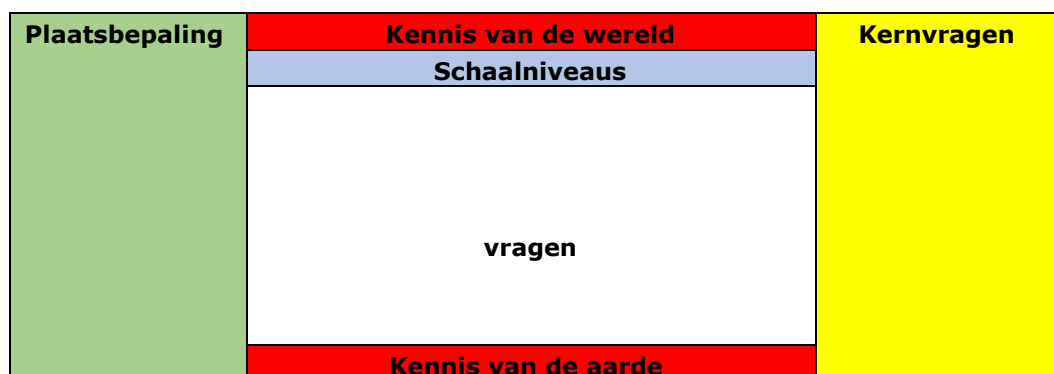 Plaatsbepaling
Kennis van de wereld
Kernvragen
Schaalniveaus
vragen
Kennis van de aarde